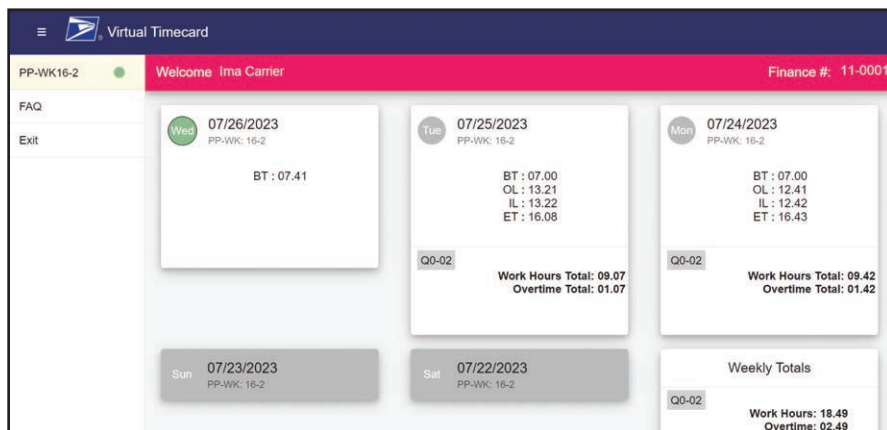 ≡ Virtual Timecard
PP-WK16-2
FAQ
Exit
Welcome Ima Carrier Finance #: 11-0001
Wed 07/26/2023
PP-WK: 16-2
BT : 07.41
Tue 07/25/2023
PP-WK: 16-2
BT : 07.00
OL : 13.21
IL : 13.22
ET : 16.08
Q0-02
Work Hours Total: 09.07
Overtime Total: 01.07
Mon 07/24/2023
PP-WK: 16-2
BT : 07.00
OL : 12.41
IL : 12.42
ET : 16.43
Q0-02
Work Hours Total: 09.42
Overtime Total: 01.42
Sun 07/23/2023
PP-WK: 16-2
Sat 07/22/2023
PP-WK: 16-2
Weekly Totals
Q0-02
Work Hours: 18.49
Overtime: 02.49